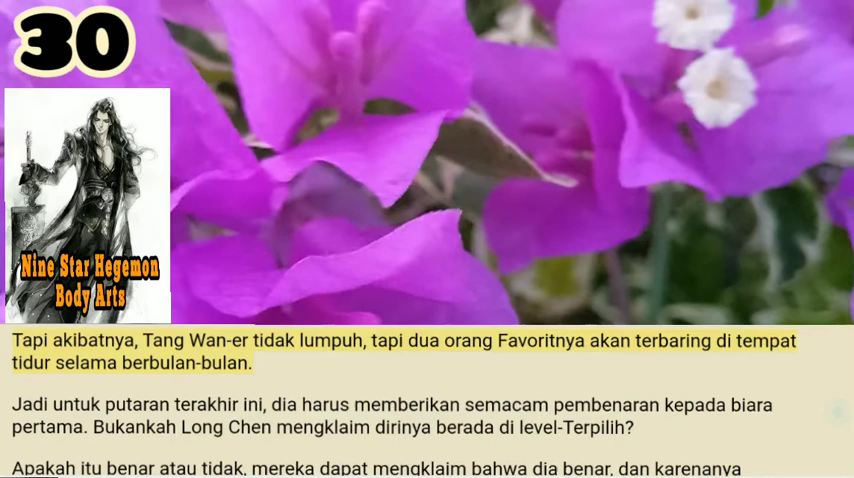 30
Nine Star Hegemon
Body Arts
Tapi akibatnya, Tang Wan-er tidak lumpuh, tapi dua orang Favoritnya akan terbaring di tempat
tidur selama berbulan-bulan.
Jadi untuk putaran terakhir ini, dia harus memberikan semacam pembenaran kepada biara
pertama. Bukankah Long Chen mengklaim dirinya berada di level-Terpilih?
Apakah itu benar atau tidak, mereka dapat mengklaim bahwa dia benar, dan karenanya